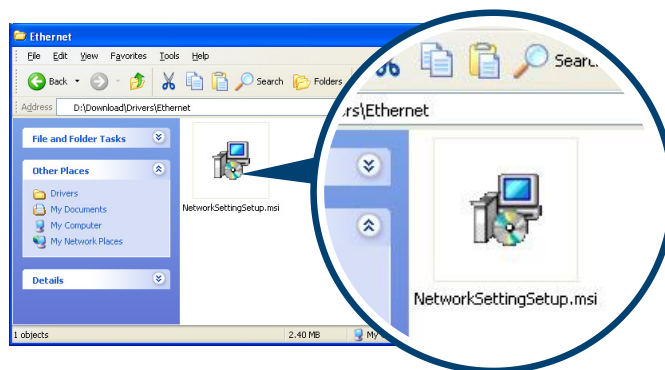 Ethernet
File Edit View Favorites Tools Help
Back Search Folders
Address D:\Download\Drivers\Ethernet
File and Folder Tasks
Other Places
Drivers
My Documents
My Computer
My Network Places
Details
NetworkSettingSetup.msi
1 objects 2.40 MB My
Searc
rs\Ethernet
NetworkSettingSetup.msi